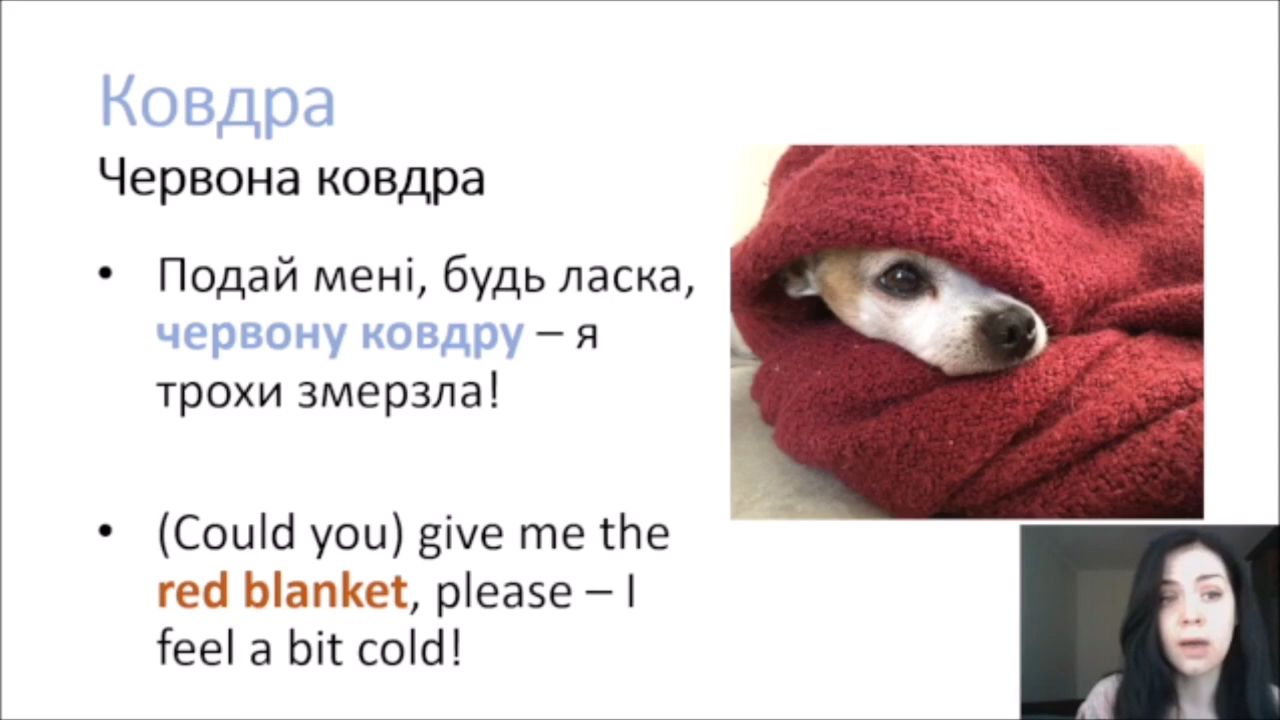 Ковдра
Червона ковдра
• Подай мені, будь ласка,
червону ковдру – я
трохи змерзла!
• (Could you) give me the
red blanket, please – I
feel a bit cold!